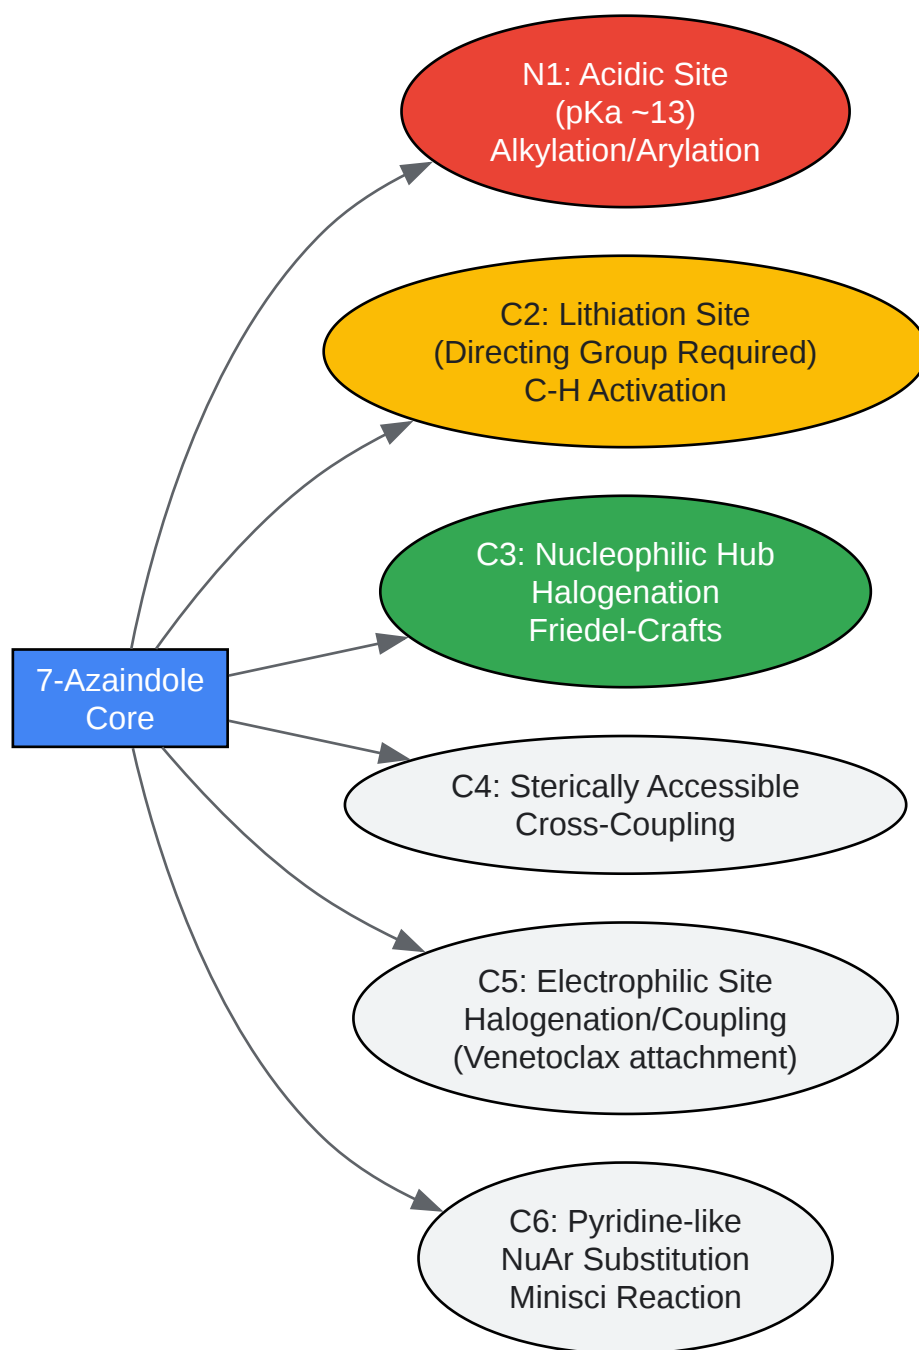 N1: Acidic Site
(pKa ~13)
Alkylation/Arylation
C2: Lithiation Site
(Directing Group Required)
C-H Activation
C3: Nucleophilic Hub
Halogenation
Friedel-Crafts
7-Azaindole
Core
C4: Sterically Accessible
Cross-Coupling
C5: Electrophilic Site
Halogenation/Coupling
(Venetoclax attachment)
C6: Pyridine-like
NuAr Substitution
Minisci Reaction